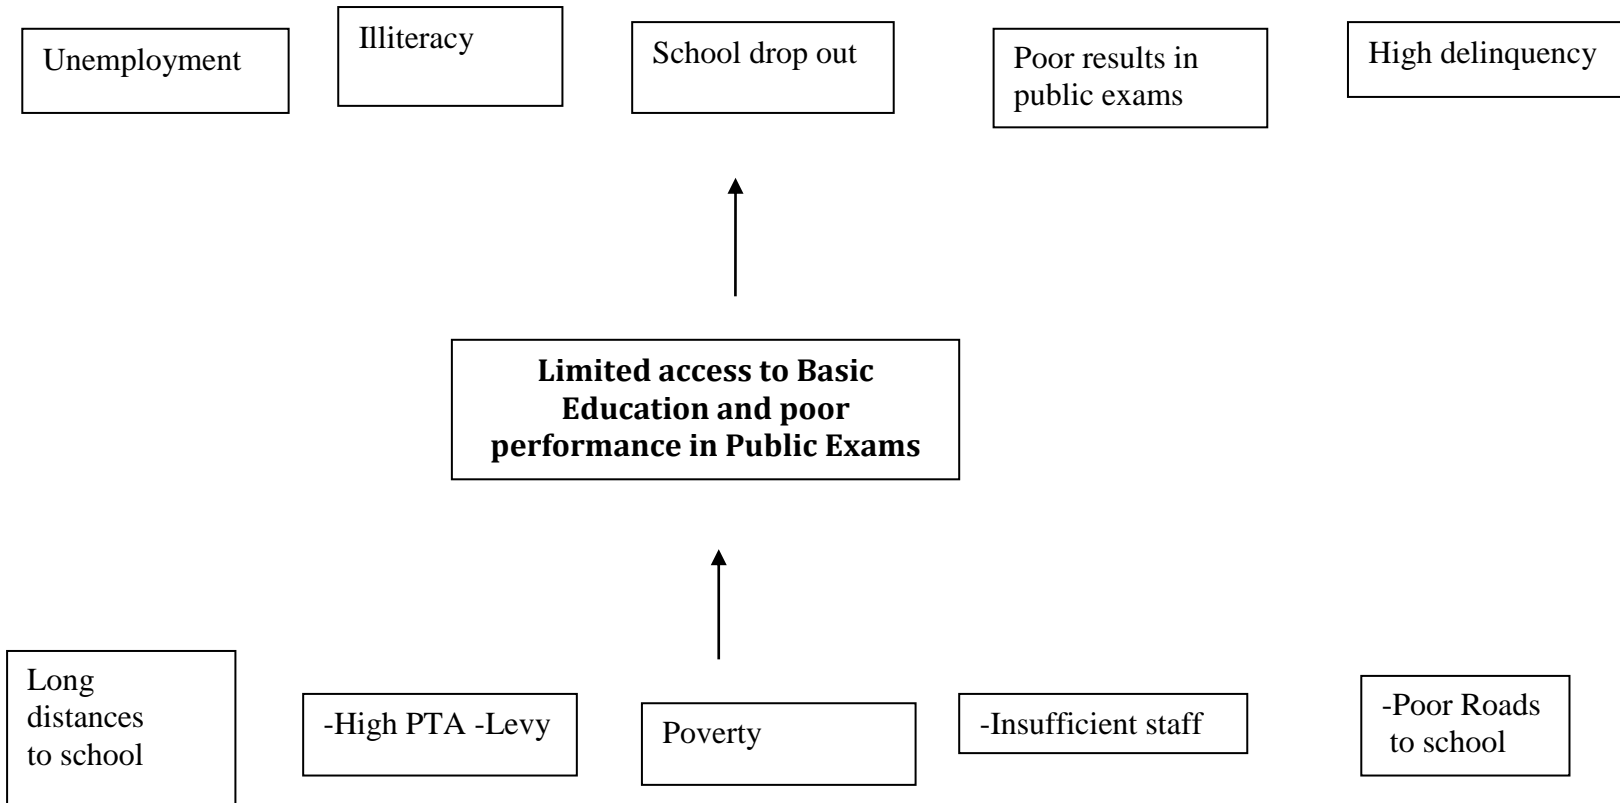 Unemployment
Illiteracy
School drop out
Poor results in
public exams
High delinquency
Limited access to Basic
Education and poor
performance in Public Exams
Long
distances
to school
-High PTA -Levy
Poverty
-Insufficient staff
-Poor Roads
to school